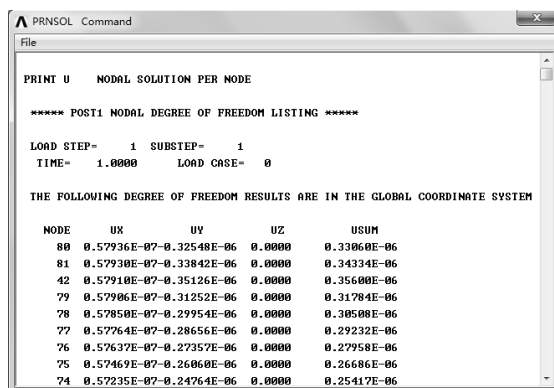 PRNSOL Command
File
PRINT U NODAL SOLUTION PER NODE
***** POST1 NODAL DEGREE OF FREEDOM LISTING *****
LOAD STEP= 1 SUBSTEP= 1
TIME= 1.0000 LOAD CASE= 0
THE FOLLOWING DEGREE OF FREEDOM RESULTS ARE IN THE GLOBAL COORDINATE SYSTEM
NODE UX UY UZ USUM
80 0.57936E-07-0.32548E-06 0.0000 0.33060E-06
81 0.57930E-07-0.33842E-06 0.0000 0.34334E-06
42 0.57910E-07-0.35126E-06 0.0000 0.35600E-06
79 0.57906E-07-0.31252E-06 0.0000 0.31784E-06
78 0.57850E-07-0.29954E-06 0.0000 0.30508E-06
77 0.57764E-07-0.28656E-06 0.0000 0.29232E-06
76 0.57637E-07-0.27357E-06 0.0000 0.27958E-06
75 0.57469E-07-0.26060E-06 0.0000 0.26686E-06
74 0.57235E-07-0.24764E-06 0.0000 0.25417E-06